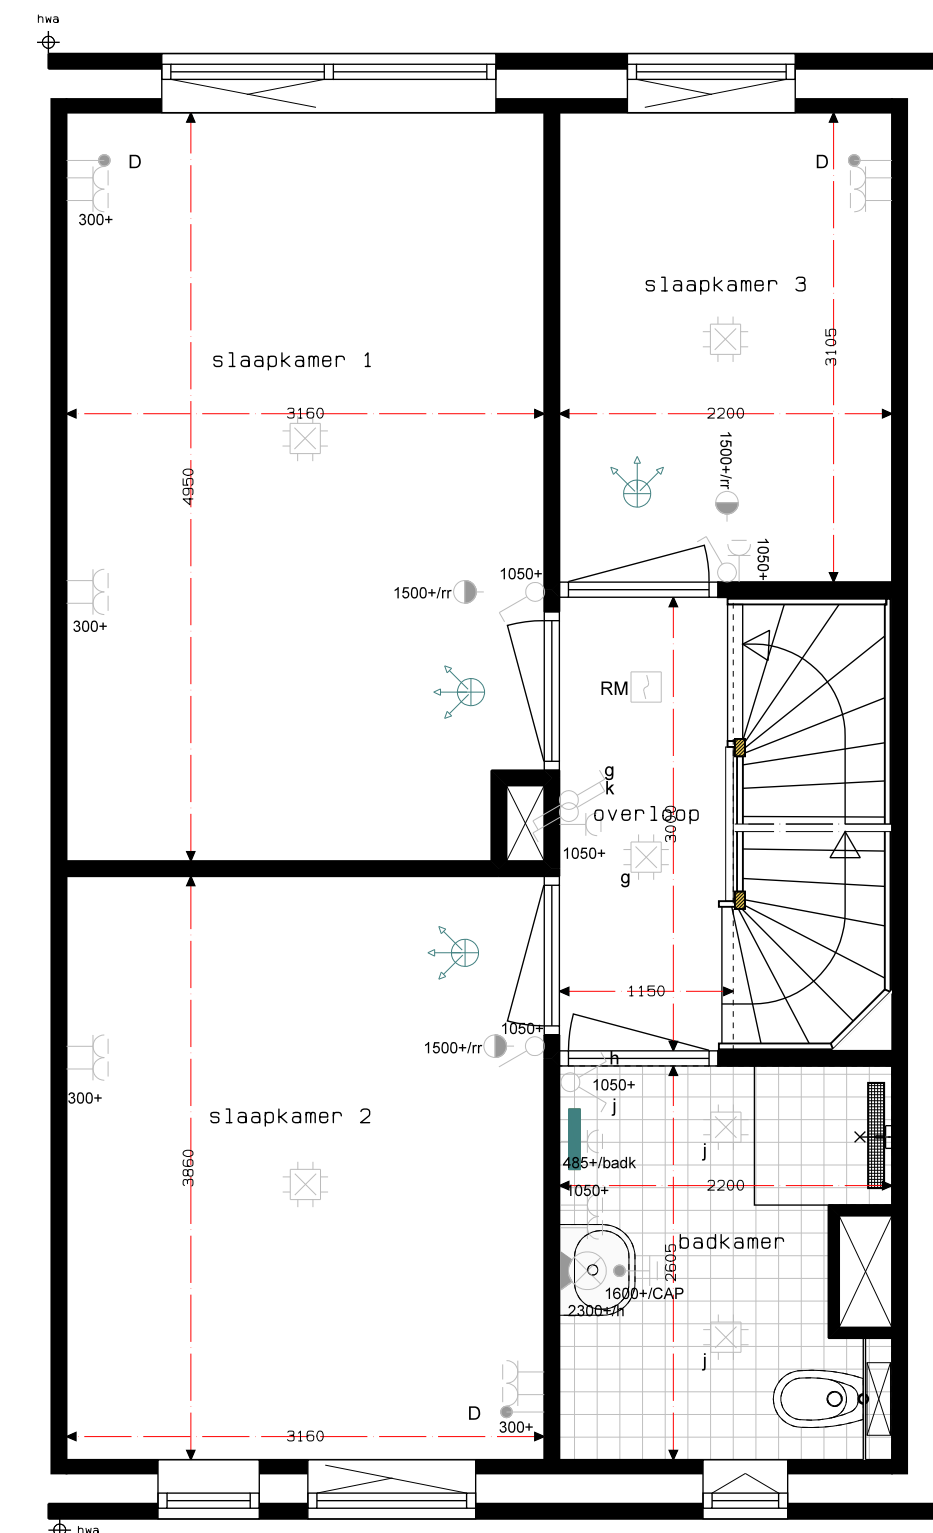 hwa
D
300+
D
slaapkamer 3
3105
slaapkamer 1
3160
2200
4950
1500+/rr
1050+
1050+
1500+/rr
300+
RM
g
k
overloop
3000
1050+
g
1150
1050+
1500+/rr
h
1050+
300+
j
slaapkamer 2
j
485+/badk
3860
2200
1050+
badkamer
2605
1600+/CAP
2300+/h
j
D
300+
3160
hwa